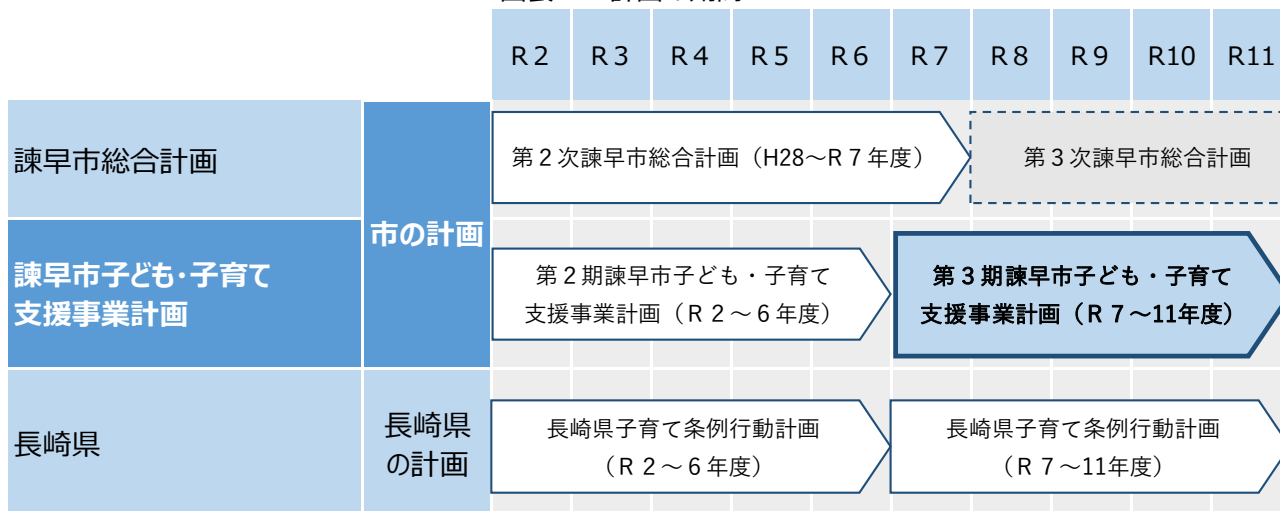 R2 R3 R4 R5 R6 R7 R8 R9 R10 R11
諫早市総合計画
市の計画
第2次諫早市総合計画（H28～R7年度）
第3次諫早市総合計画
諫早市子ども・子育て
支援事業計画
第2期諫早市子ども・子育て
支援事業計画（R2～6年度）
第3期諫早市子ども・子育て
支援事業計画（R7～11年度）
長崎県
長崎県
の計画
長崎県子育て条例行動計画
（R2～6年度）
長崎県子育て条例行動計画
（R7～11年度）